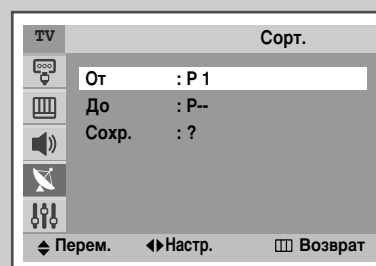 TV Сорт.
От : P 1
До : P--
Сохр. : ?
Перем. Настр. Возврат